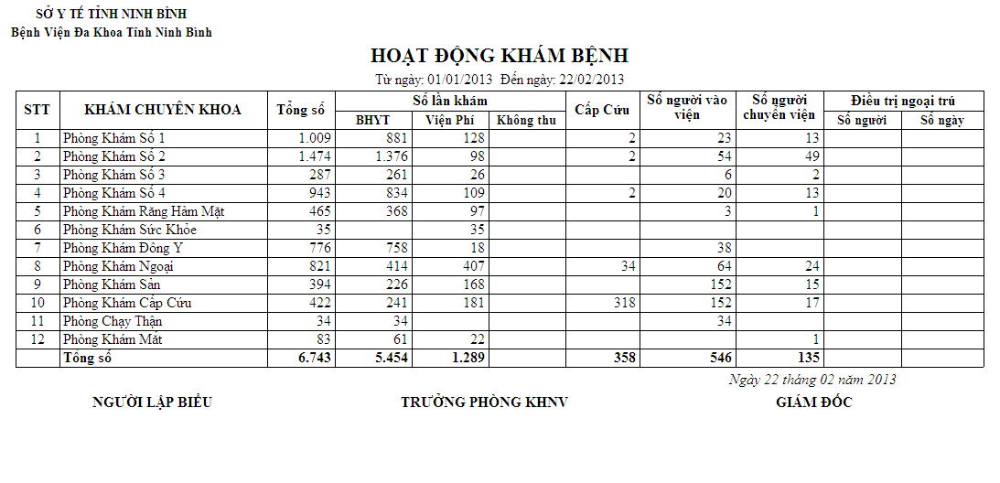 SỞ Y TẾ TỈNH NINH BÌNH
Bệnh Viện Đa Khoa Tỉnh Ninh Bình
HOẠT ĐỘNG KHÁM BỆNH
Từ ngày: 01/01/2013 Đến ngày: 22/02/2013
STT KHÁM CHUYÊN KHOA Tổng số Số lần khám Cấp Cứu Số người vào viện Số người chuyển viện Điều trị ngoại trú
BHYT Viện Phí Không thu Số người Số ngày
1 Phòng Khám Số 1 1.009 881 128 2 23 13
2 Phòng Khám Số 2 1.474 1.376 98 2 54 49
3 Phòng Khám Số 3 287 261 26 6 2
4 Phòng Khám Số 4 943 834 109 2 20 13
5 Phòng Khám Răng Hàm Mặt 465 368 97 3 1
6 Phòng Khám Sức Khỏe 35 35
7 Phòng Khám Đông Y 776 758 18 38
8 Phòng Khám Ngoại 821 414 407 34 64 24
9 Phòng Khám Sản 394 226 168 152 15
10 Phòng Khám Cấp Cứu 422 241 181 318 152 17
11 Phòng Chạy Thận 34 34 34
12 Phòng Khám Mắt 83 61 22 1
Tổng số 6.743 5.454 1.289 358 546 135
Ngày 22 tháng 02 năm 2013
NGƯỜI LẬP BIỂU TRƯỞNG PHÒNG KHNV GIÁM ĐỐC